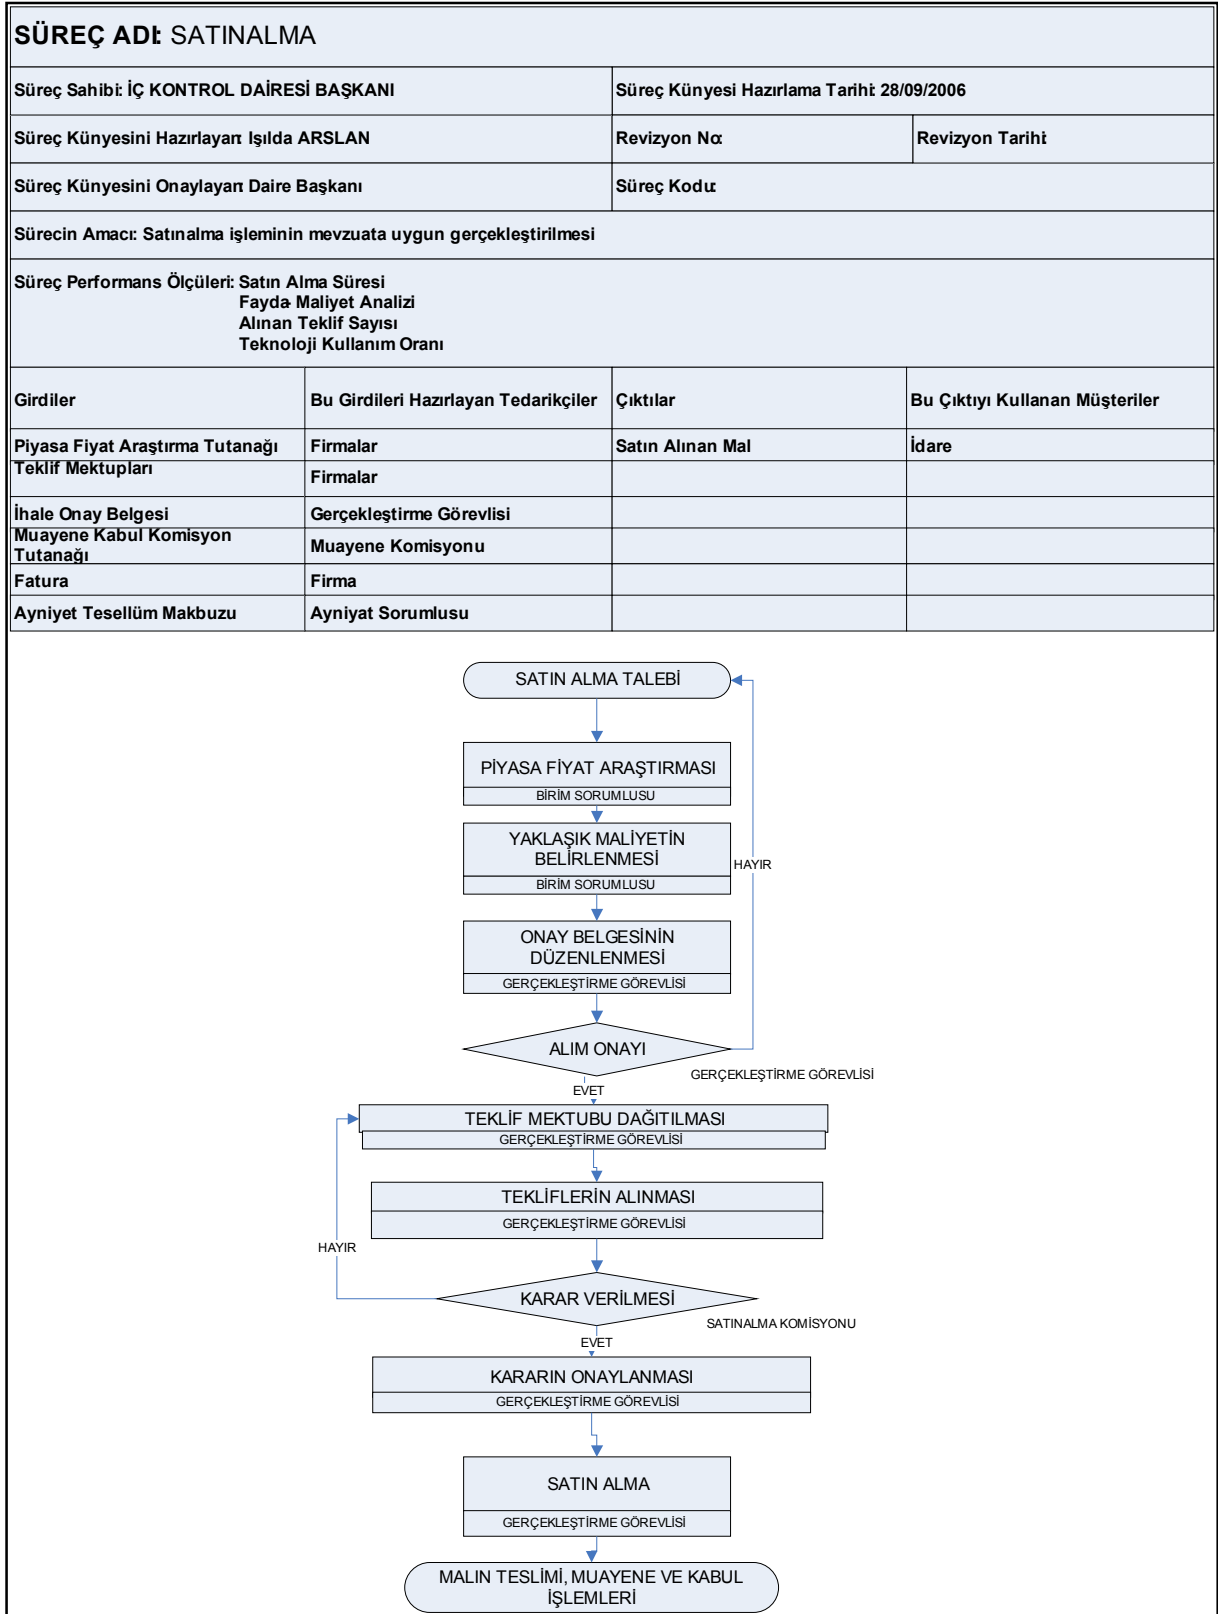 SÜREÇ ADI: SATINALMA
Süreç Sahibi: İÇ KONTROL DAİRESİ BAŞKANI
Süreç Künyesi Hazırlama Tarihi: 28/09/2006
Süreç Künyesini Hazırlayan: Işılda ARSLAN
Revizyon No:
Revizyon Tarihi:
Süreç Künyesini Onaylayan: Daire Başkanı
Süreç Kodu:
Sürecin Amacı: Satınalma işleminin mevzuata uygun gerçekleştirilmesi
Süreç Performans Ölçüleri: Satın Alma Süresi
Fayda- Maliyet Analizi
Alınan Teklif Sayısı
Teknoloji Kullanım Oranı
Girdiler
Bu Girdileri Hazırlayan Tedarikçiler
Çıktılar
Bu Çıktıyı Kullanan Müşteriler
Piyasa Fiyat Araştırma Tutanağı
Firmalar
Satın Alınan Mal
İdare
Teklif Mektupları
Firmalar
İhale Onay Belgesi
Gerçekleştirme Görevlisi
Muayene Kabul Komisyon
Tutanağı
Muayene Komisyonu
Fatura
Firma
Ayniyet Tesellüm Makbuzu
Ayniyat Sorumlusu
SATIN ALMA TALEBİ
PİYASA FİYAT ARAŞTIRMASI
BİRİM SORUMLUSU
YAKLAŞIK MALİYETİN
BELİRLENMESİ
HAYIR
BİRİM SORUMLUSU
ONAY BELGESİNİN
DÜZENLENMESİ
GERÇEKLEŞTİRME GÖREVLİSİ
ALIM ONAYI
GERÇEKLEŞTİRME GÖREVLİSİ
EVET
TEKLİF MEKTUBU DAĞITILMASI
GERÇEKLEŞTİRME GÖREVLİSİ
TEKLİFLERİN ALINMASI
GERÇEKLEŞTİRME GÖREVLİSİ
HAYIR
KARAR VERİLMESİ
SATINALMA KOMİSYONU
EVET
KARARIN ONAYLANMASI
GERÇEKLEŞTİRME GÖREVLİSİ
SATIN ALMA
GERÇEKLEŞTİRME GÖREVLİSİ
MALIN TESLİMİ, MUAYENE VE KABUL
İŞLEMLERİ